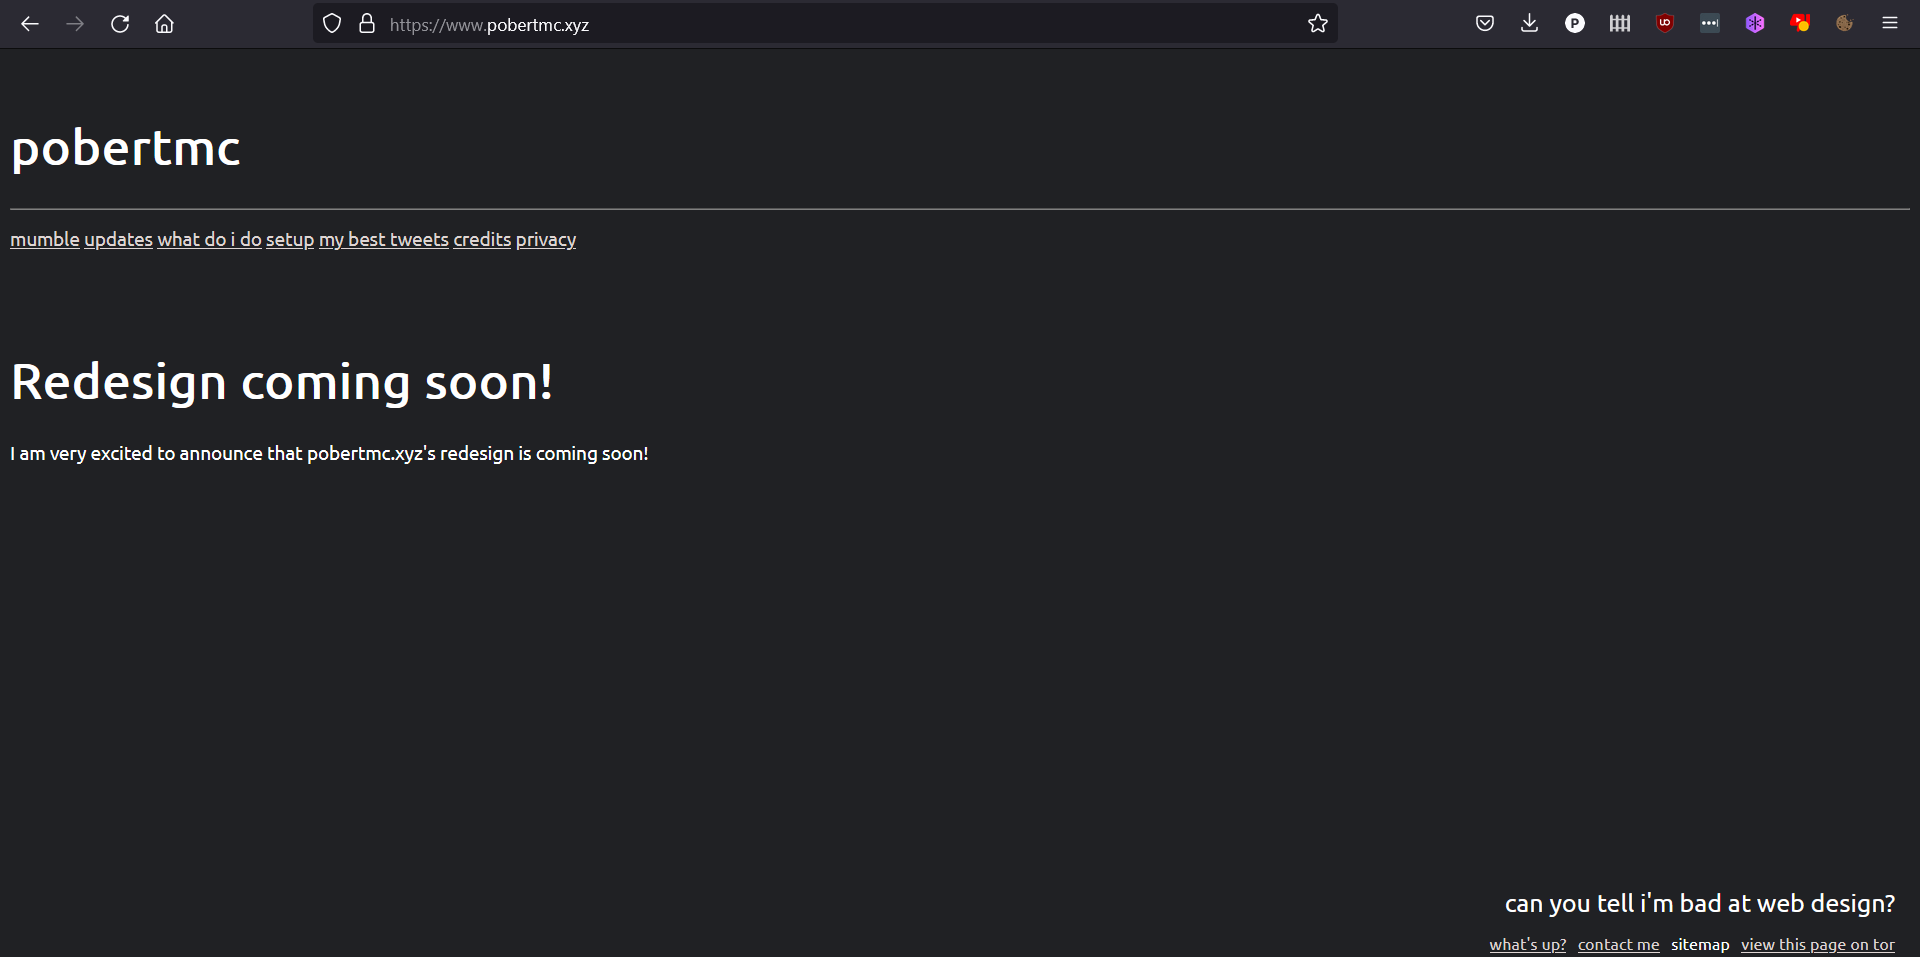 https://www.pobertmc.xyz
pobertmc
mumble updates what do i do setup my best tweets credits privacy
Redesign coming soon!
I am very excited to announce that pobertmc.xyz's redesign is coming soon!
can you tell i'm bad at web design?
what's up? contact me sitemap view this page on tor